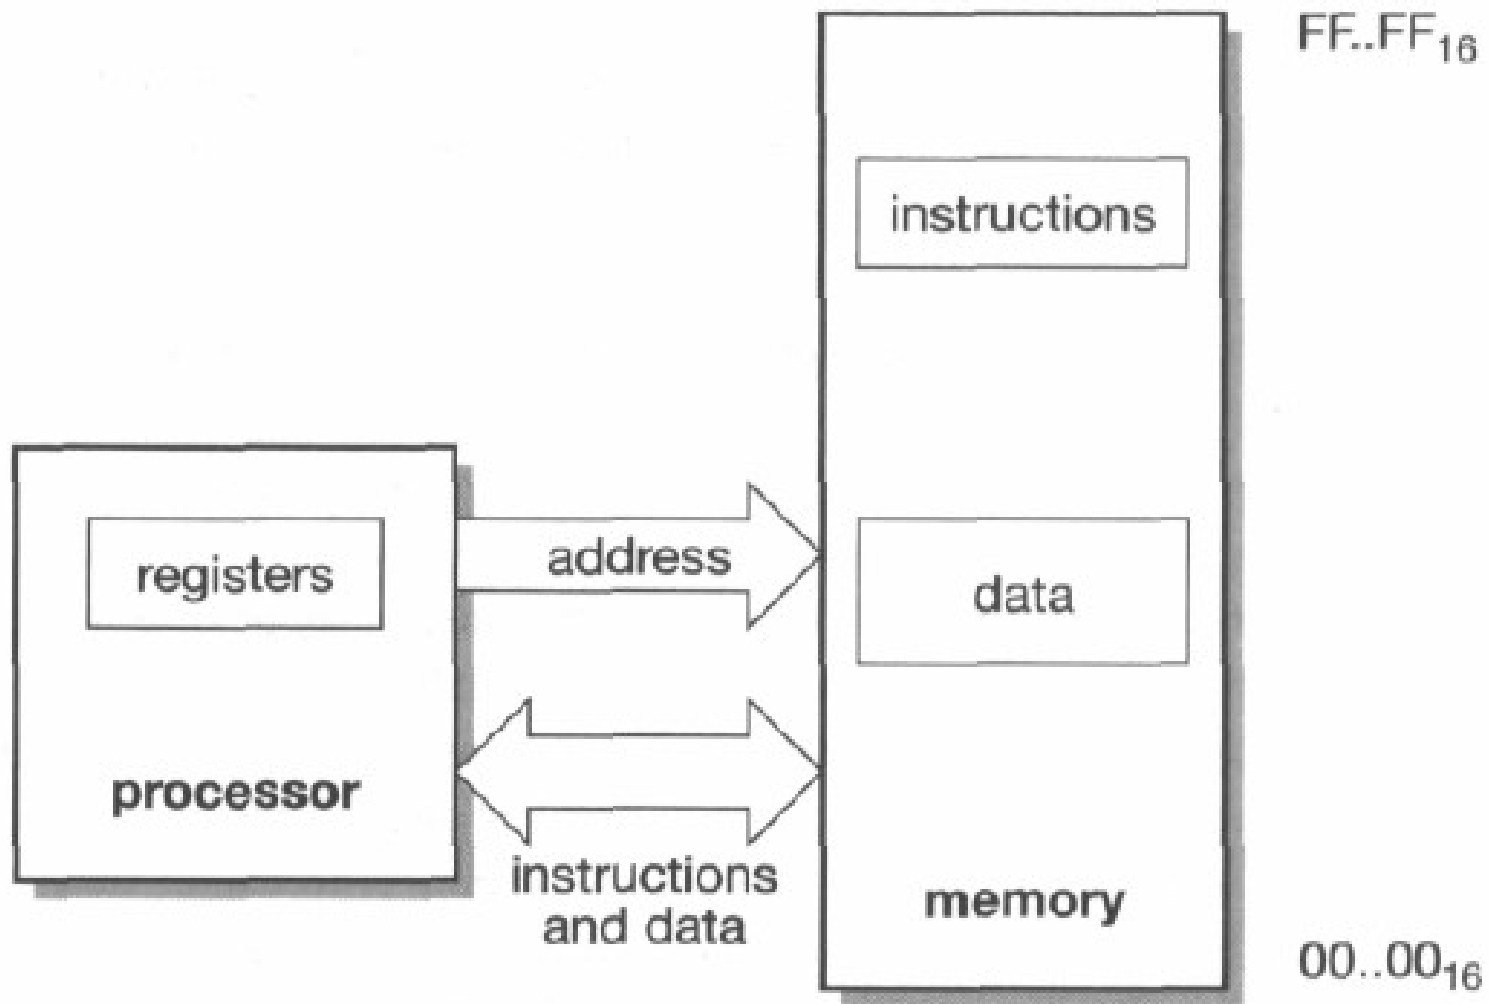 FF..FF16
instructions
registers
address
data
processor
instructions
and data
memory
00..0016